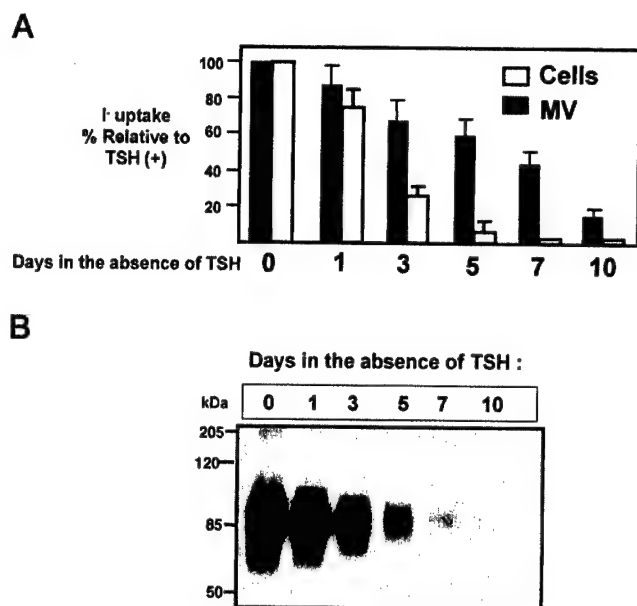 A
100
80
60
40
20
I- uptake
% Relative to
TSH (+)
Cells
MV
Days in the absence of TSH 0 1 3 5 7 10
B
Days in the absence of TSH :
kDa 0 1 3 5 7 10
205
120
85
50